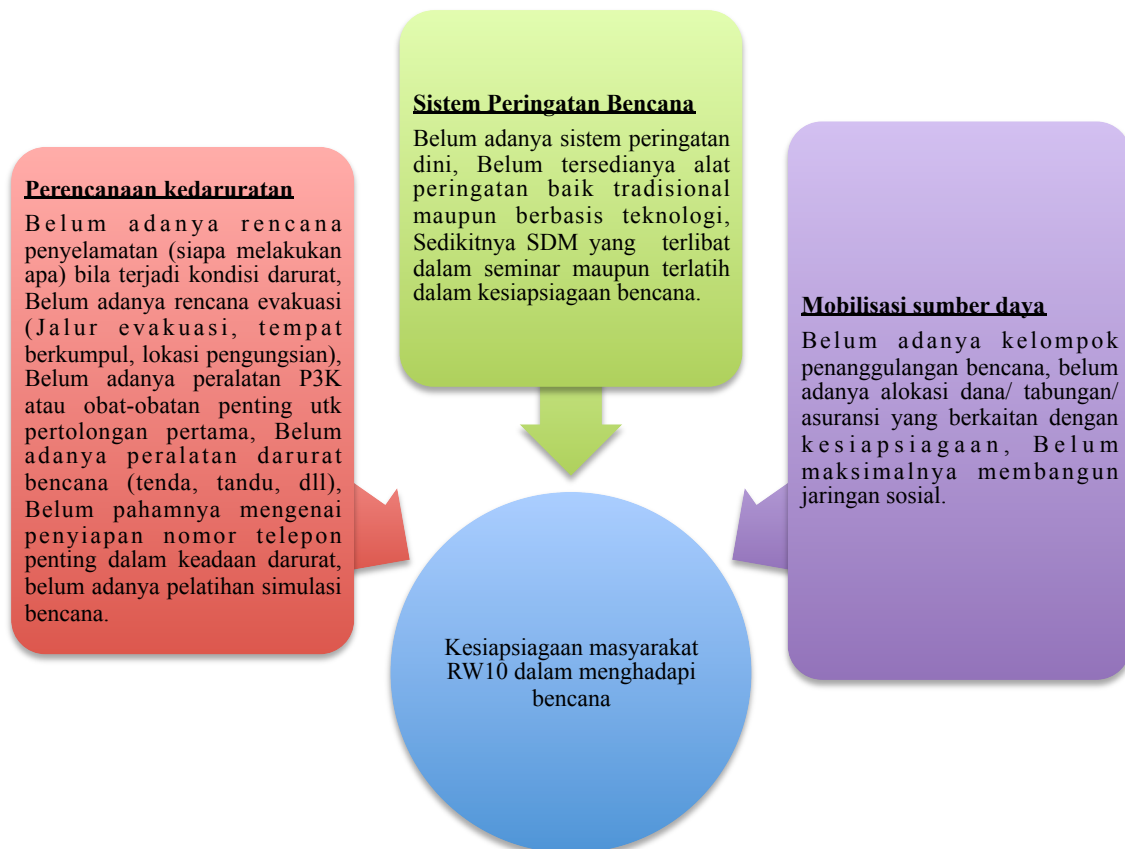 Perencanaan kedaruratan
Belum adanya rencana
penyelamatan (siapa melakukan
apa) bila terjadi kondisi darurat,
Belum adanya rencana evakuasi
(Jalur evakuasi, tempat
berkumpul, lokasi pengungsian),
Belum adanya peralatan P3K
atau obat-obatan penting utk
pertolongan pertama, Belum
adanya peralatan darurat
bencana (tenda, tandu, dll),
Belum pahamnya mengenai
penyiapan nomor telepon
penting dalam keadaan darurat,
belum adanya pelatihan simulasi
bencana.
Sistem Peringatan Bencana
Belum adanya sistem peringatan
dini, Belum tersedianya alat
peringatan baik tradisional
maupun berbasis teknologi,
Sedikitnya SDM yang terlibat
dalam seminar maupun terlatih
dalam kesiapsiagaan bencana.
Mobilisasi sumber daya
Belum adanya kelompok
penanggulangan bencana, belum
adanya alokasi dana/ tabungan/
asuransi yang berkaitan dengan
kesiapsiagaan, Belum
maksimalnya membangun
jaringan sosial.
Kesiapsiagaan masyarakat
RW10 dalam menghadapi
bencana